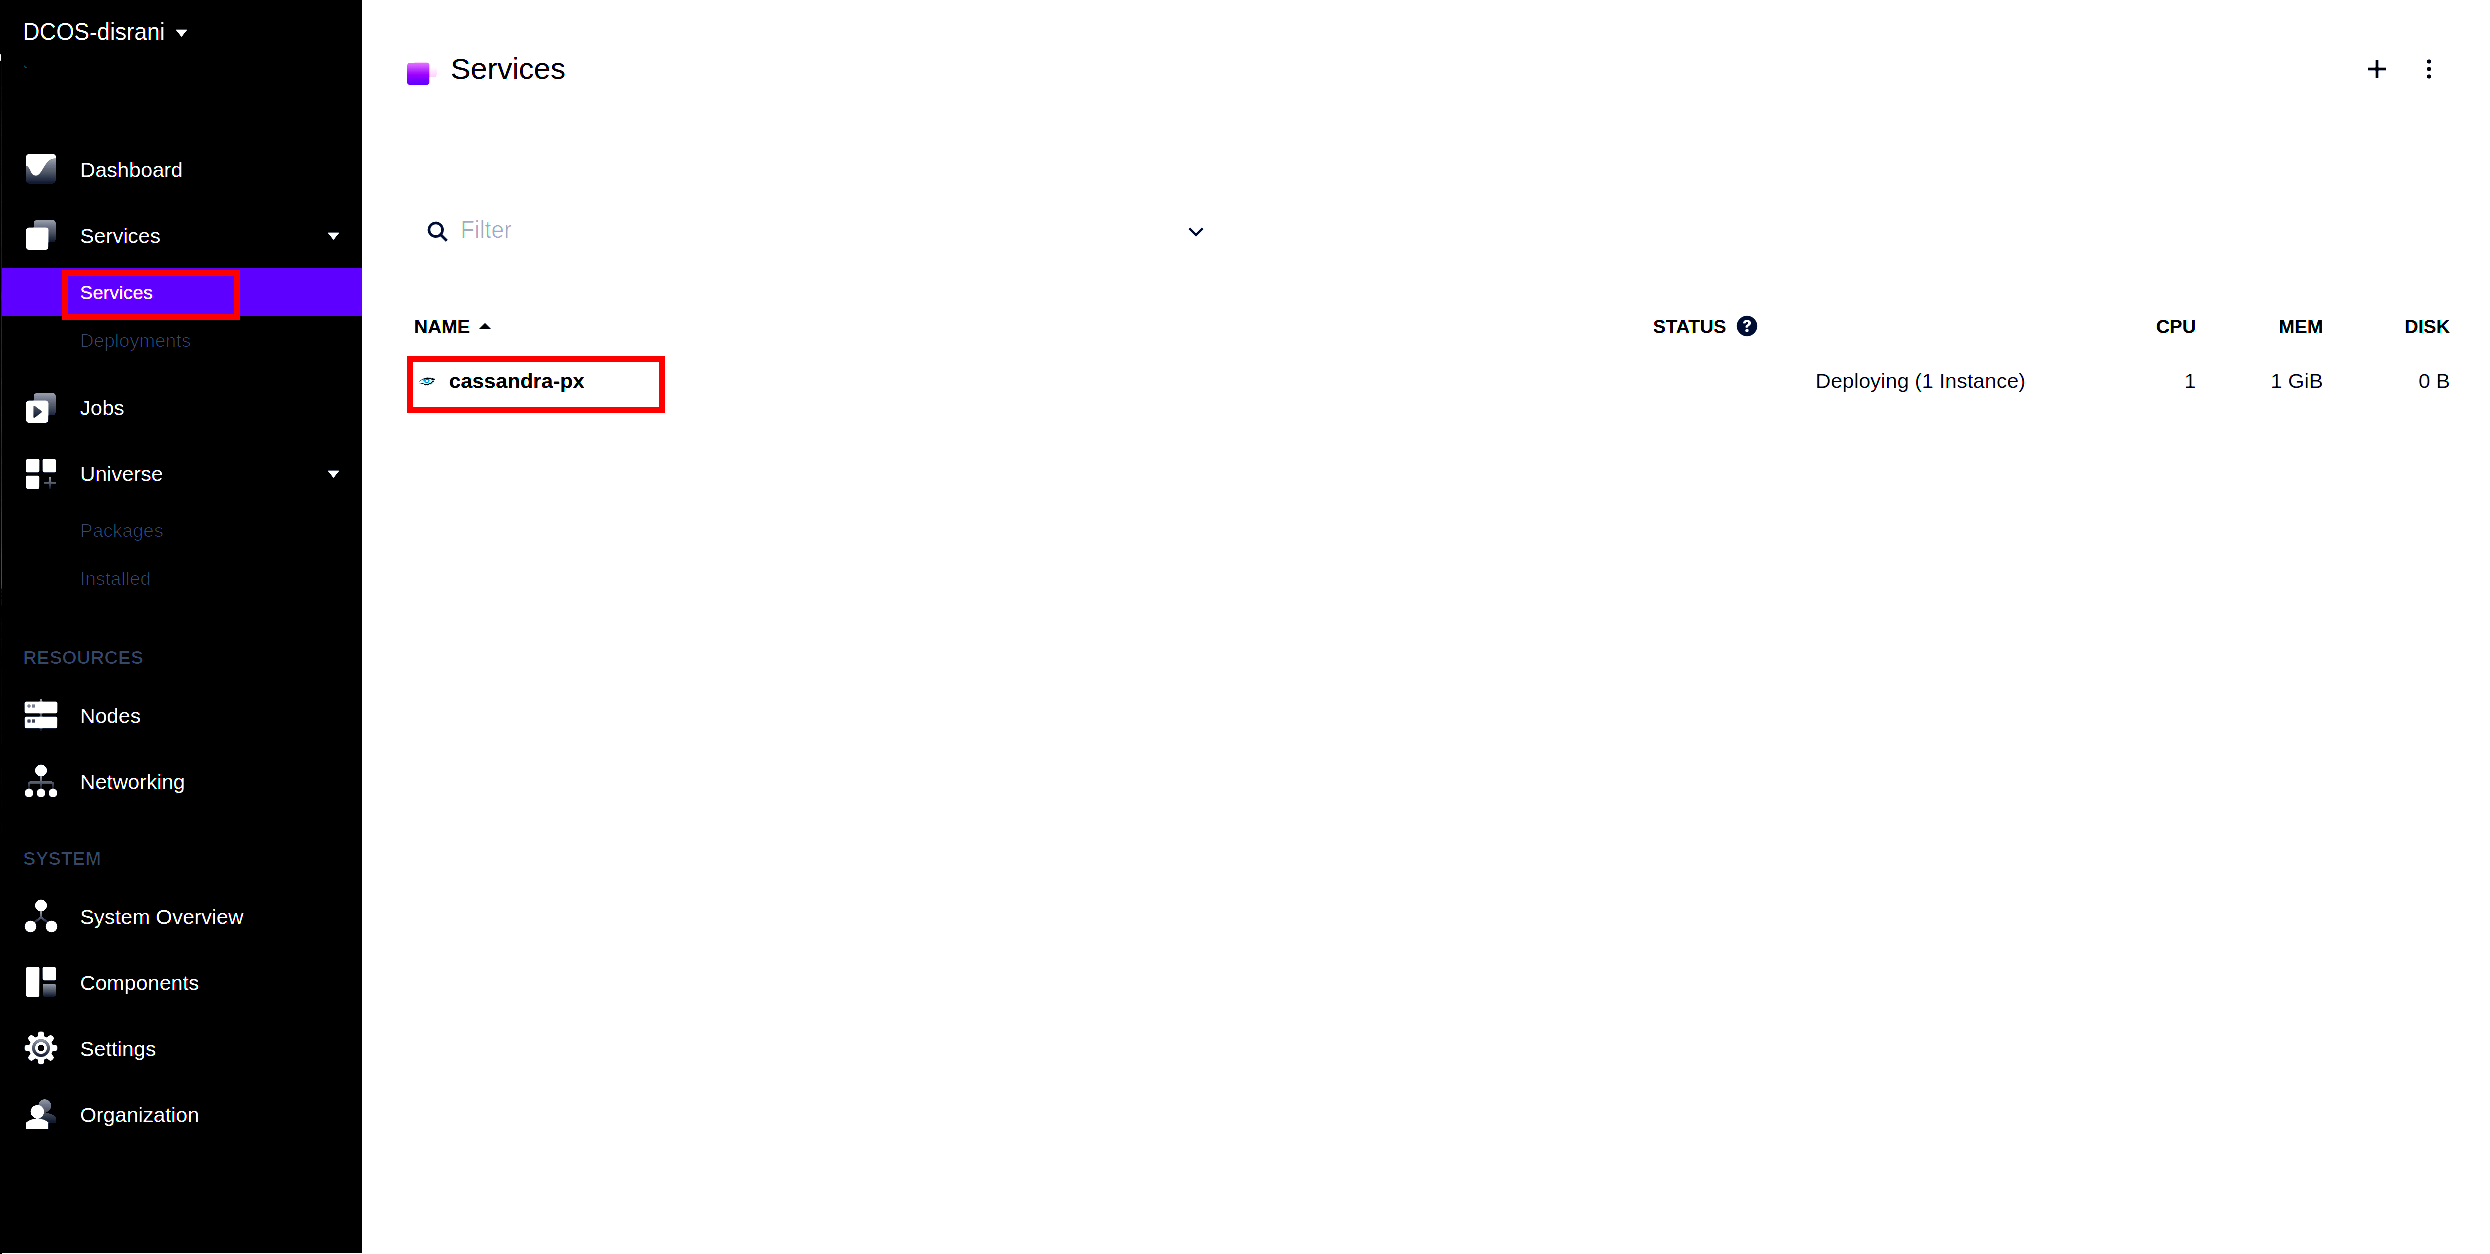 DCOS-disrani
Dashboard
Services
Services
Deployments
Jobs
Universe
Packages
Installed
RESOURCES
Nodes
Networking
SYSTEM
System Overview
Components
Settings
Organization
Services
Filter
NAME STATUS ? CPU MEM DISK
cassandra-px Deploying (1 Instance) 1 1 GiB 0 B